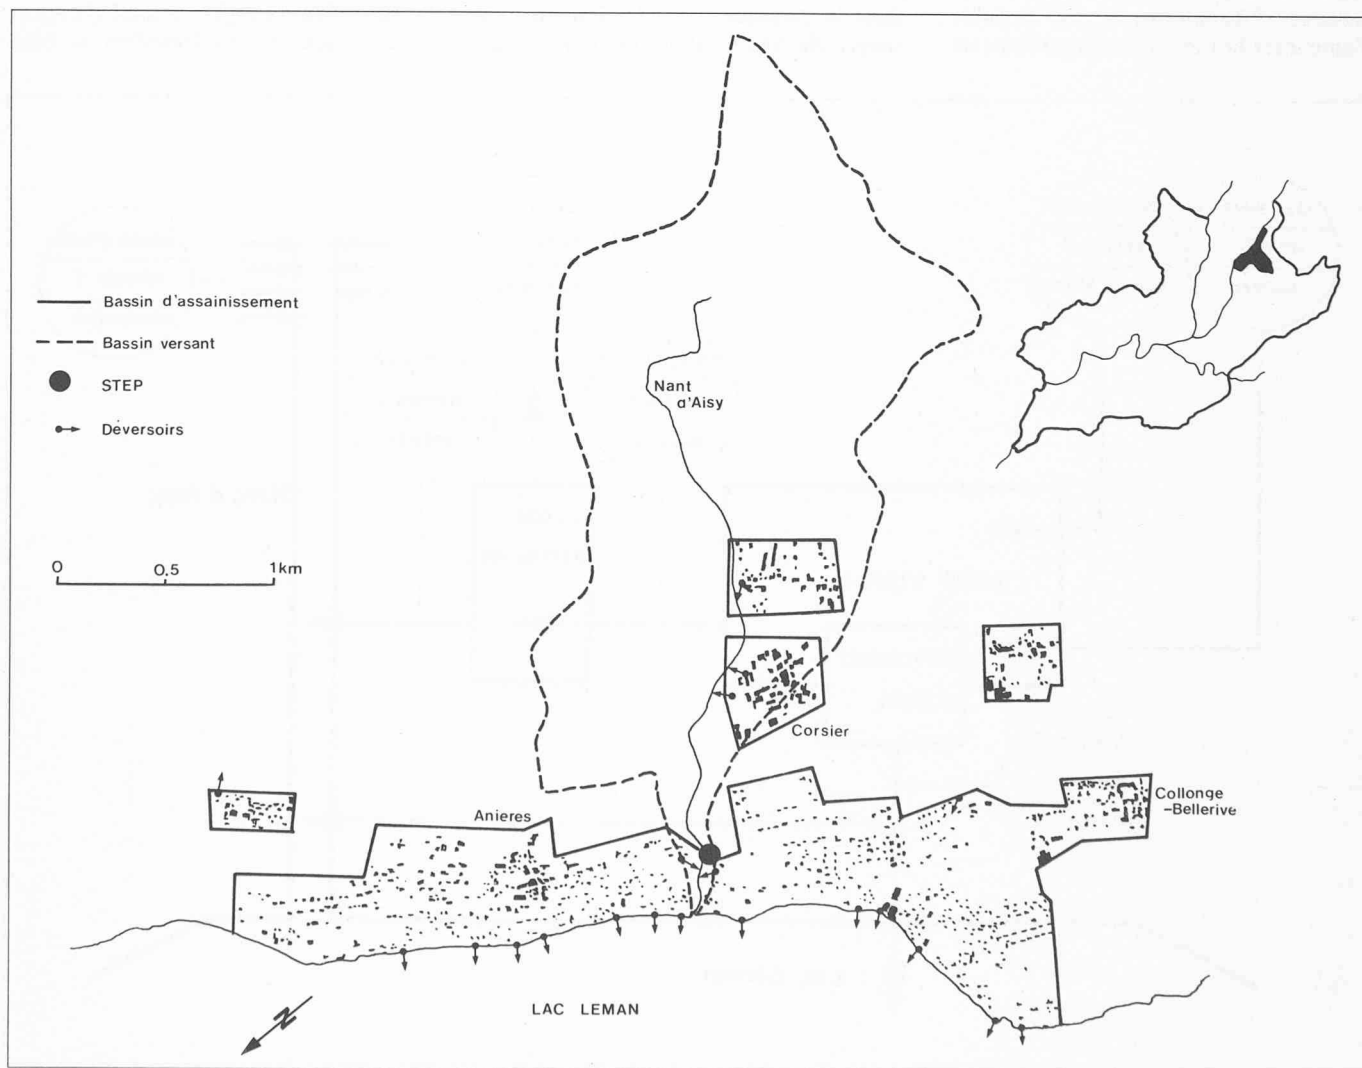 Bassin d'assainissement
Bassin versant
STEP
Déversoirs
0 0,5 1km
Nant
d'Aisy
Corsier
Anieres
Collonge
-Bellerive
LAC LEMAN
N